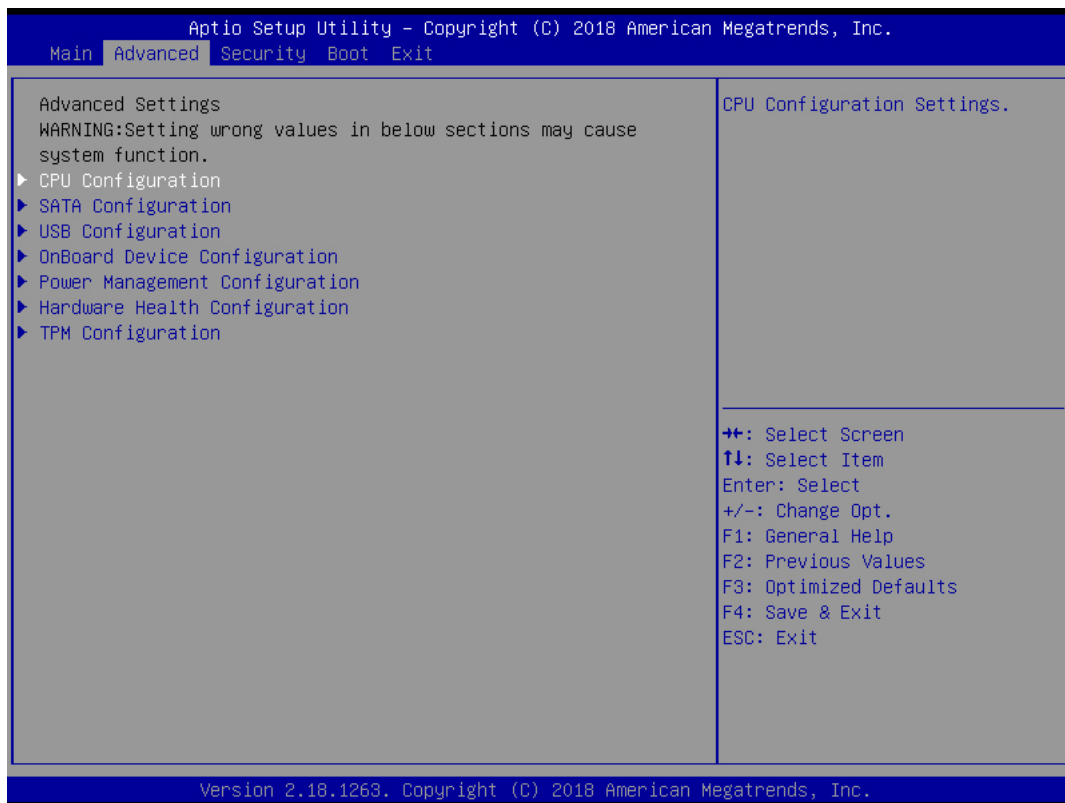 Aptio Setup Utility – Copyright (C) 2018 American Megatrends, Inc.
Main Advanced Security Boot Exit
Advanced Settings
WARNING:Setting wrong values in below sections may cause
system function.
▶ CPU Configuration
▶ SATA Configuration
▶ USB Configuration
▶ OnBoard Device Configuration
▶ Power Management Configuration
▶ Hardware Health Configuration
▶ TPM Configuration
CPU Configuration Settings.
→←: Select Screen
↑↓: Select Item
Enter: Select
+/-: Change Opt.
F1: General Help
F2: Previous Values
F3: Optimized Defaults
F4: Save & Exit
ESC: Exit
Version 2.18.1263. Copyright (C) 2018 American Megatrends, Inc.